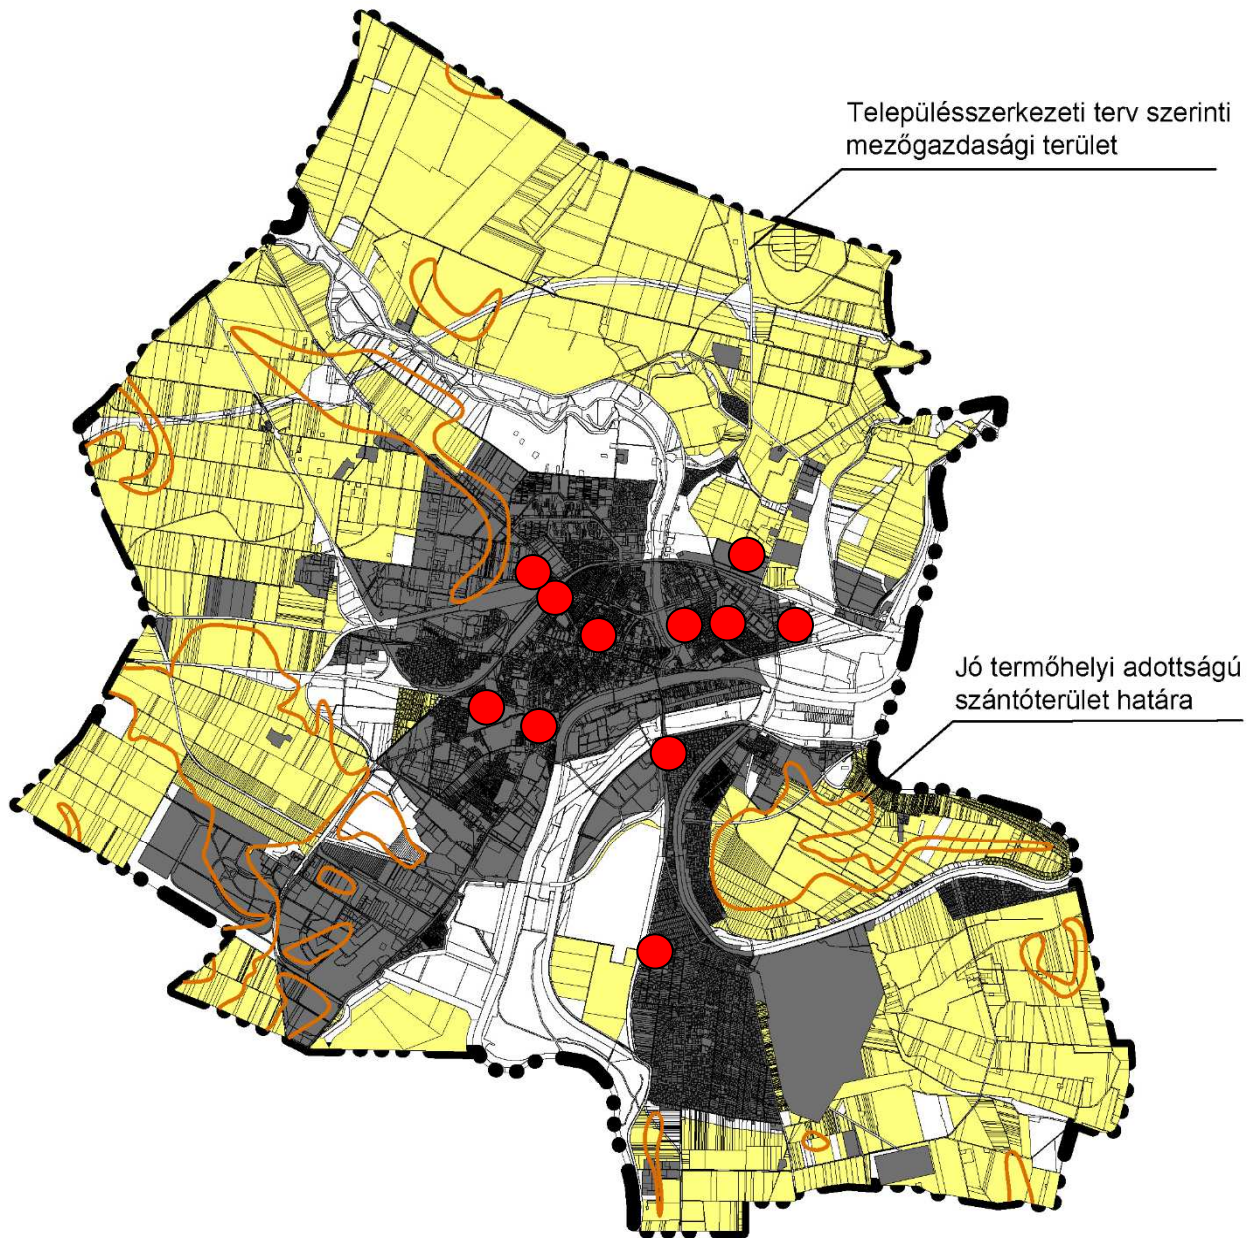 Településszerkezeti terv szerinti
mezőgazdasági terület
Jó termőhelyi adottságú
szántóterület határa